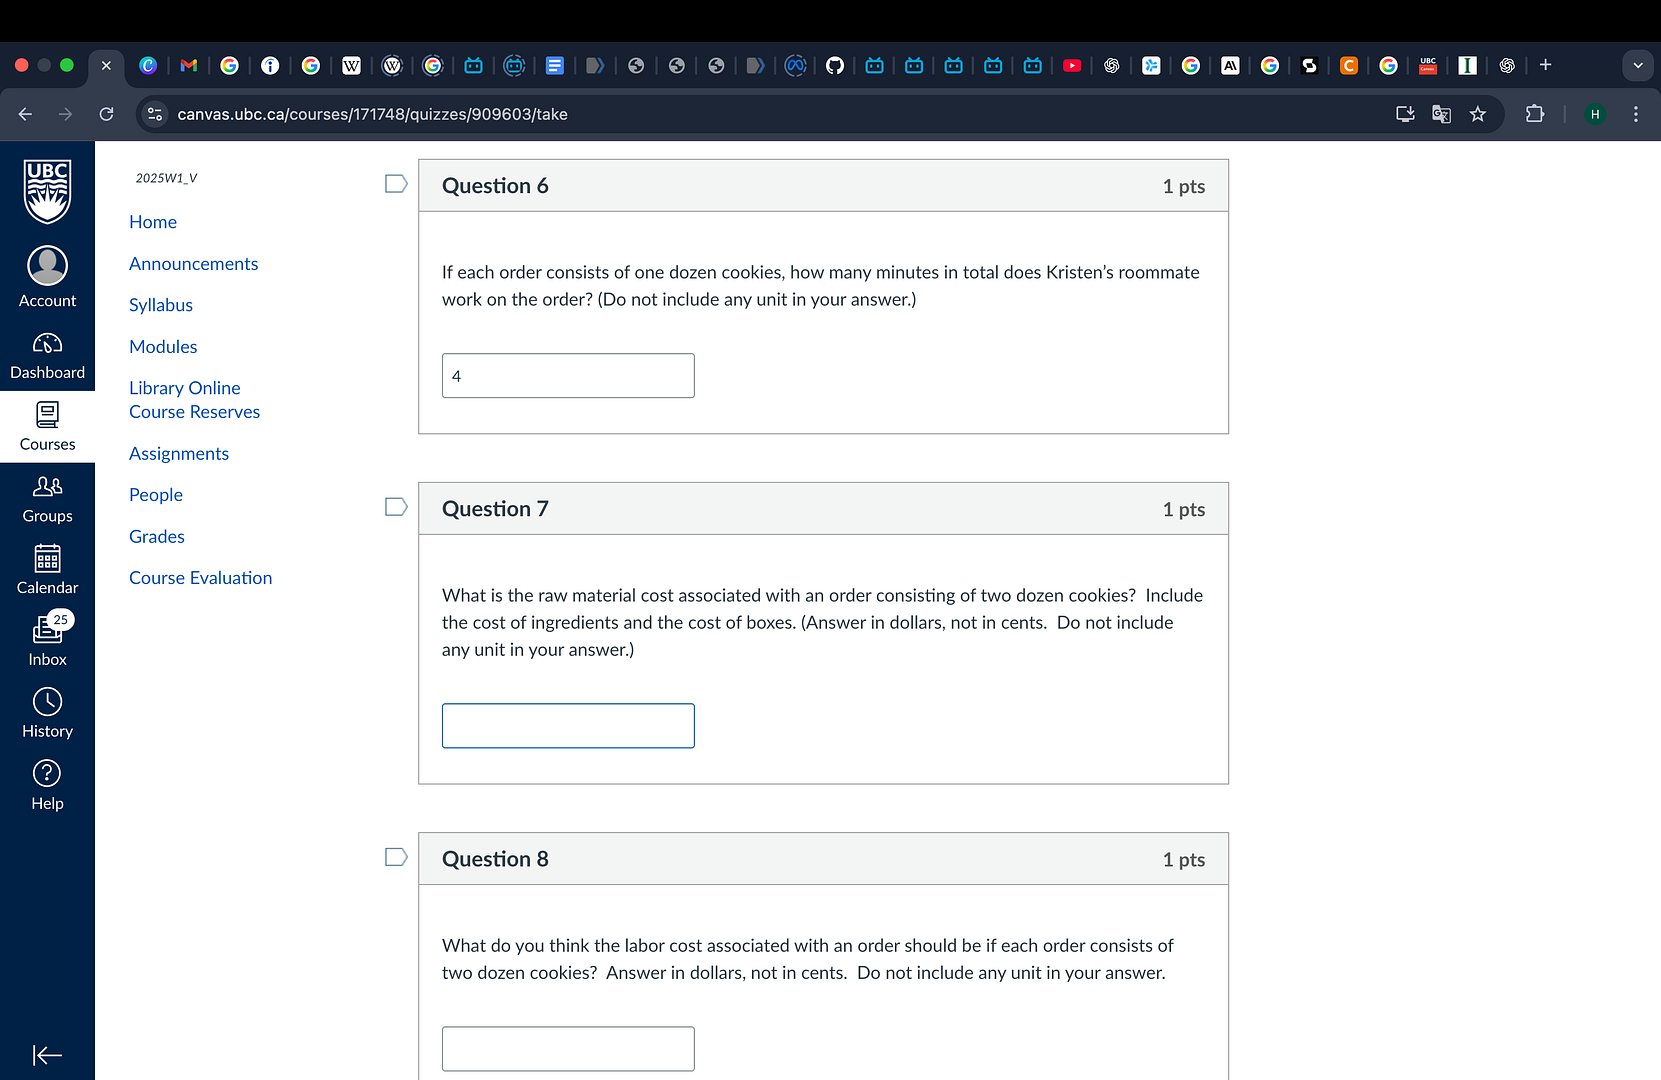 canvas.ubc.ca/courses/171748/quizzes/909603/take
H
UBC
Account
Dashboard
Courses
Groups
Calendar
25
Inbox
History
Help
2025W1_V
Home
Announcements
Syllabus
Modules
Library Online
Course Reserves
Assignments
People
Grades
Course Evaluation
Question 6
1 pts
If each order consists of one dozen cookies, how many minutes in total does Kristen’s roommate
work on the order? (Do not include any unit in your answer.)
4
Question 7
1 pts
What is the raw material cost associated with an order consisting of two dozen cookies?  Include
the cost of ingredients and the cost of boxes. (Answer in dollars, not in cents.  Do not include
any unit in your answer.)
Question 8
1 pts
What do you think the labor cost associated with an order should be if each order consists of
two dozen cookies?  Answer in dollars, not in cents.  Do not include any unit in your answer.